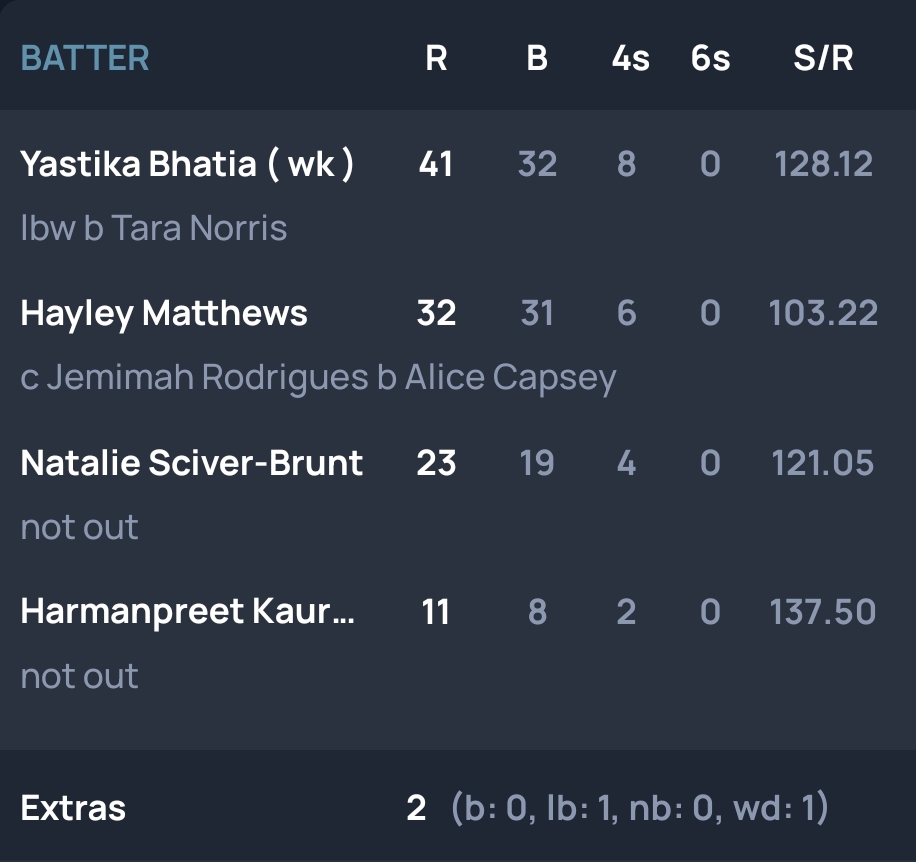 BATTER R B 4s 6s S/R
Yastika Bhatia ( wk ) 41 32 8 0 128.12
lbw b Tara Norris
Hayley Matthews 32 31 6 0 103.22
c Jemimah Rodrigues b Alice Capsey
Natalie Sciver-Brunt 23 19 4 0 121.05
not out
Harmanpreet Kaur... 11 8 2 0 137.50
not out
Extras 2 (b: 0, lb: 1, nb: 0, wd: 1)